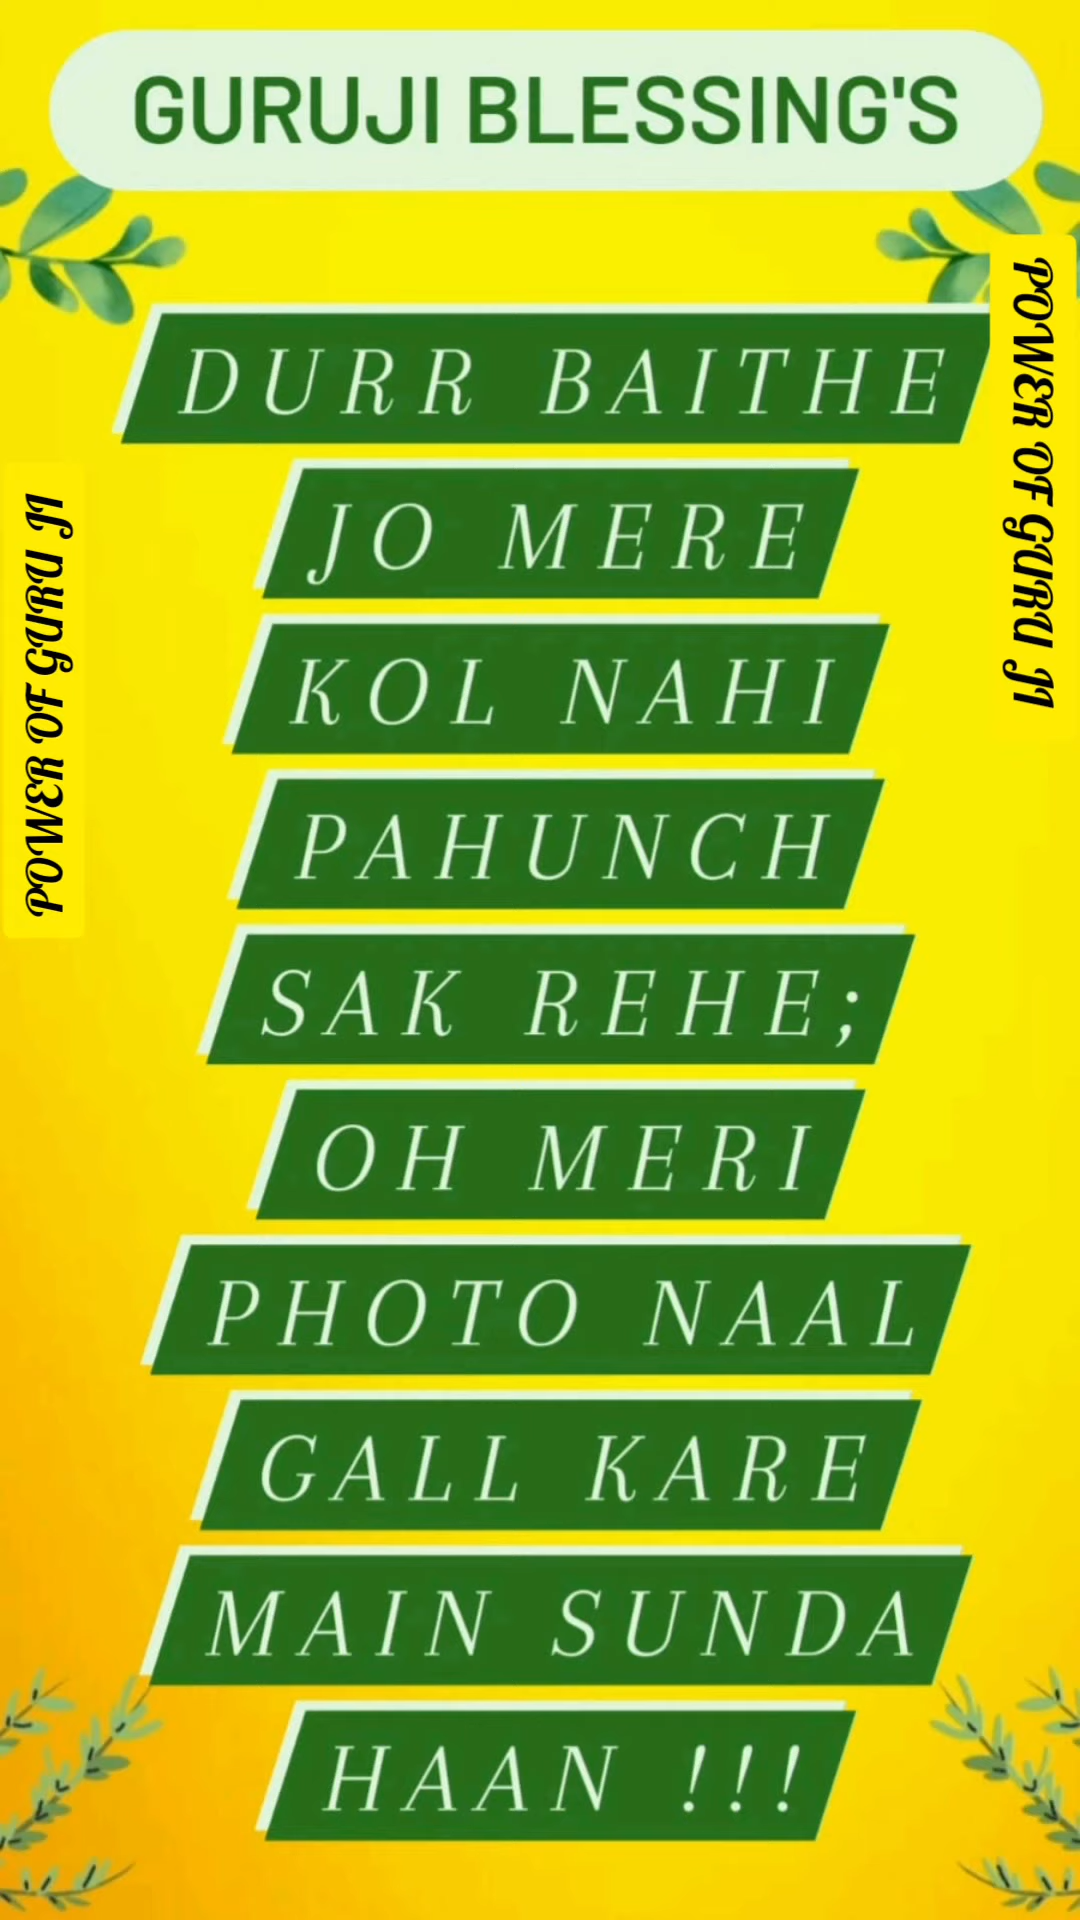 GURUJI BLESSING'S
POWER OF GURU JI
DURR BAITHE
JO MERE
KOL NAHI
PAHUNCH
SAK REHE;
OH MERI
PHOTO NAAL
GALL KARE
MAIN SUNDA
HAAN !!!
POWER OF GURU JI